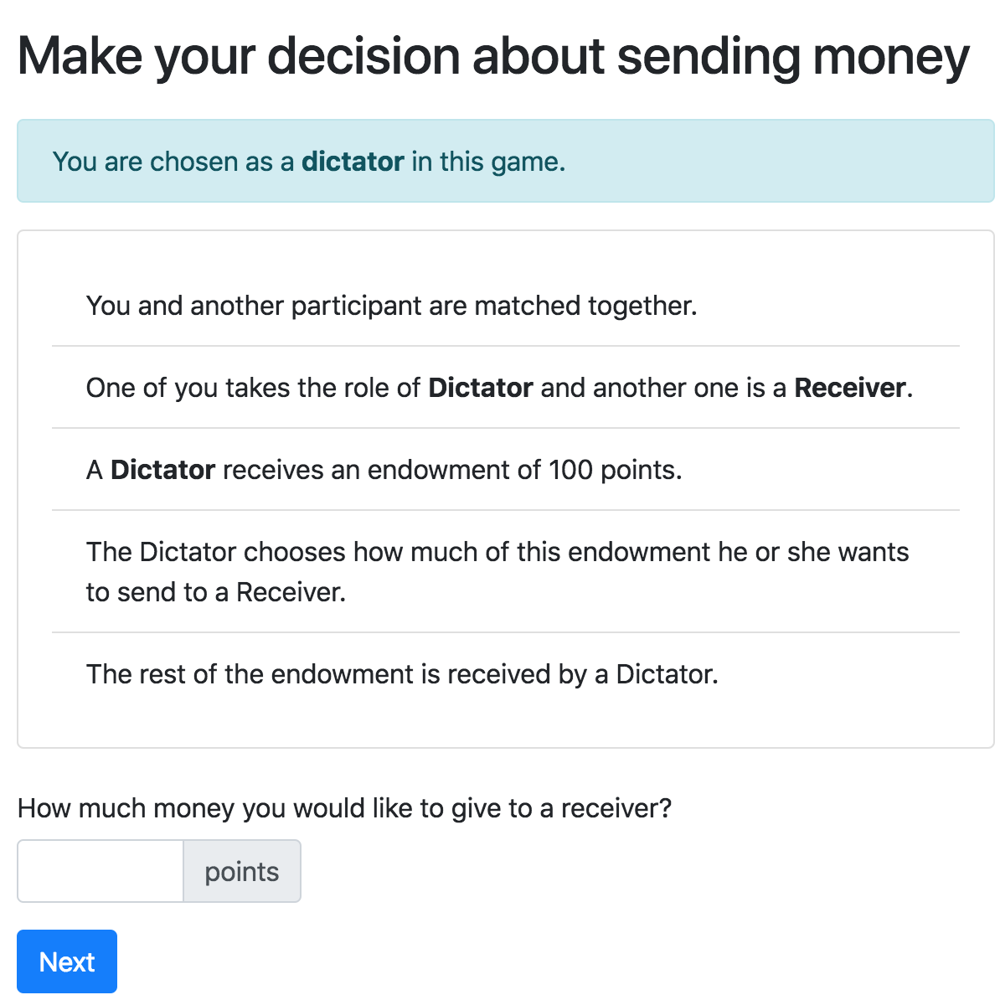 Make your decision about sending money
You are chosen as a dictator in this game.
You and another participant are matched together.
One of you takes the role of Dictator and another one is a Receiver.
A Dictator receives an endowment of 100 points.
The Dictator chooses how much of this endowment he or she wants
to send to a Receiver.
The rest of the endowment is received by a Dictator.
How much money you would like to give to a receiver?
points
Next